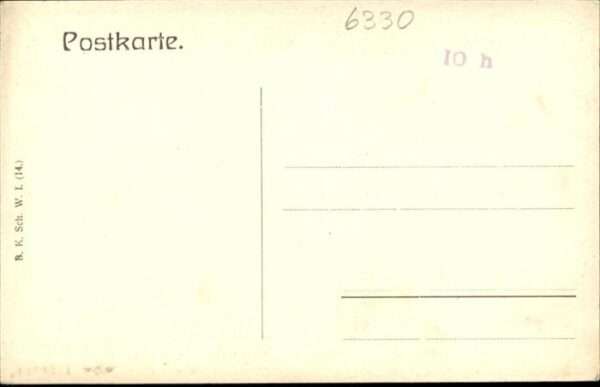 6330
Postkarte.
10 h
B. K. Sch. W. I. (14.)